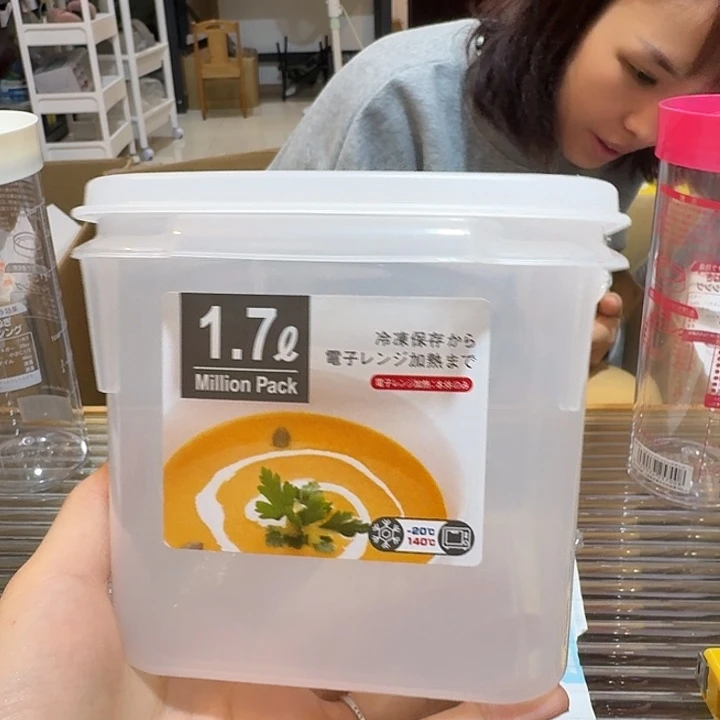 1.7ℓ
Million Pack
冷凍保存から
電子レンジ加熱まで
電子レンジ加熱:本体のみ
-20℃
140℃